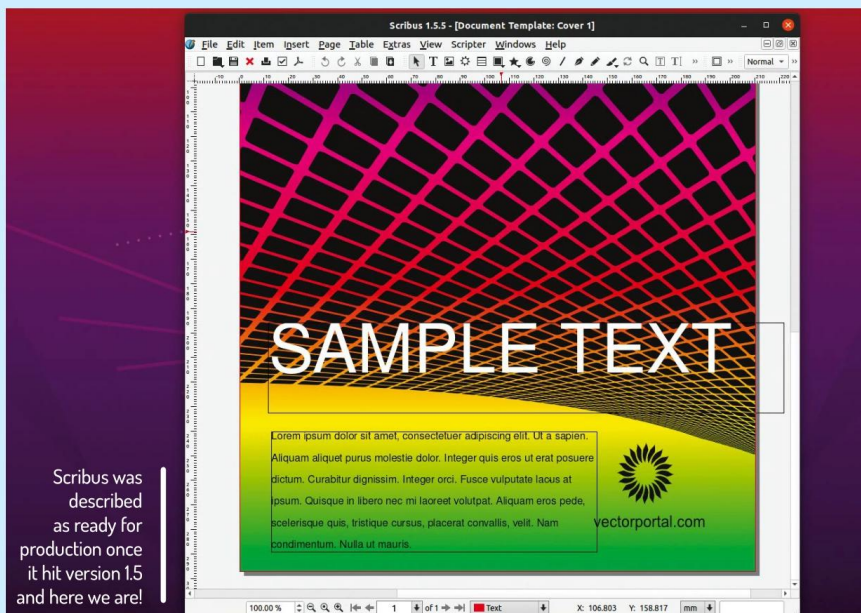 Scribus 1.5.5 - [Document Template: Cover 1]
File Edit Item Insert Page Table Extras View Scripter Windows Help
Normal
SAMPLE TEXT
Lorem ipsum dolor sit amet, consectetuer adipiscing elit. Ut a sapien.
Aliquam aliquet purus molestie dolor. Integer quis eros ut erat posuere
dictum. Curabitur dignissim. Integer orci. Fusce vulputate lacus at
ipsum. Quisque in libero nec mi laoreet volutpat. Aliquam eros pede,
scelerisque quis, tristique cursus, placerat convallis, velit. Nam
condimentum. Nulla ut mauris.
vectorportal.com
Scribus was
described
as ready for
production once
it hit version 1.5
and here we are!
100.00 % 1 of 1 Text X: 106.803 Y: 158.817 mm